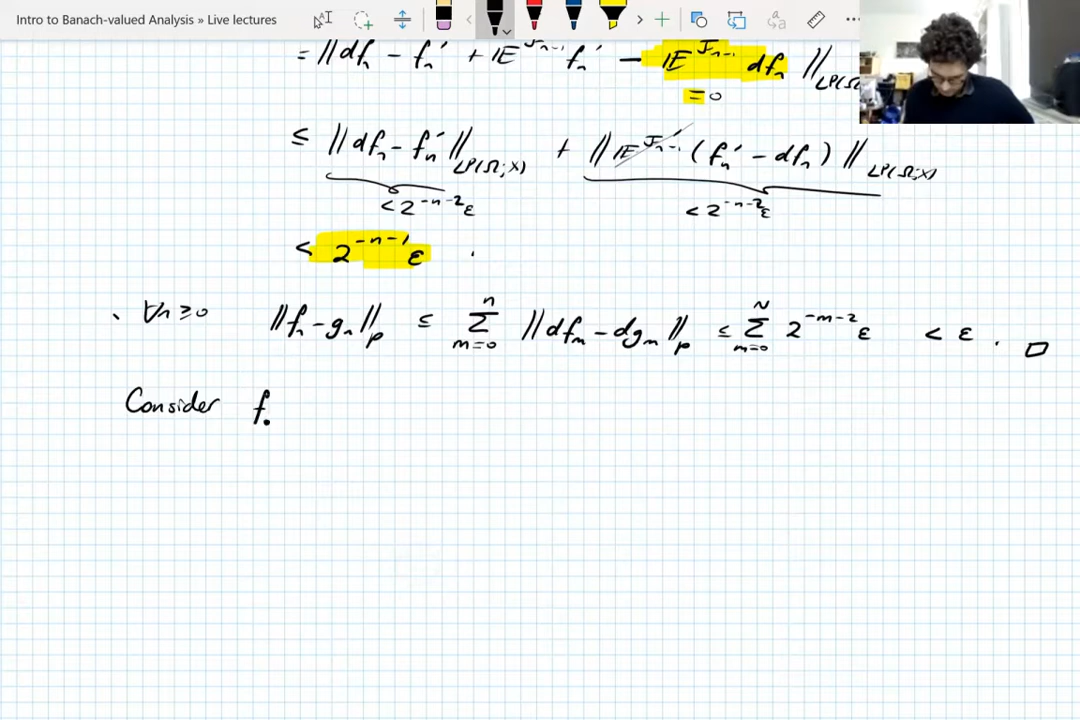 Intro to Banach-valued Analysis » Live lectures
= ||df_n - f_n' + 𝔼^{𝓕_{n-1}} f_n' - 𝔼^{𝓕_{n-1}} df_n||_{L^p(Ω
= 0
≤ ||df_n - f_n'||_{L^p(Ω;X)} + ||𝔼^{𝓕_{n-1}} (f_n' - df_n)||_{L^p(Ω;X)}
< 2^{-n-2} ε < 2^{-n-2} ε
< 2^{-n-1} ε .
∀n ≥ 0 ||f_n - g_n||_p ≤ \sum_{m=0}^{n} ||df_m - dg_m||_p ≤ \sum_{m=0}^{N} 2^{-m-2} ε < ε . □
Consider f.